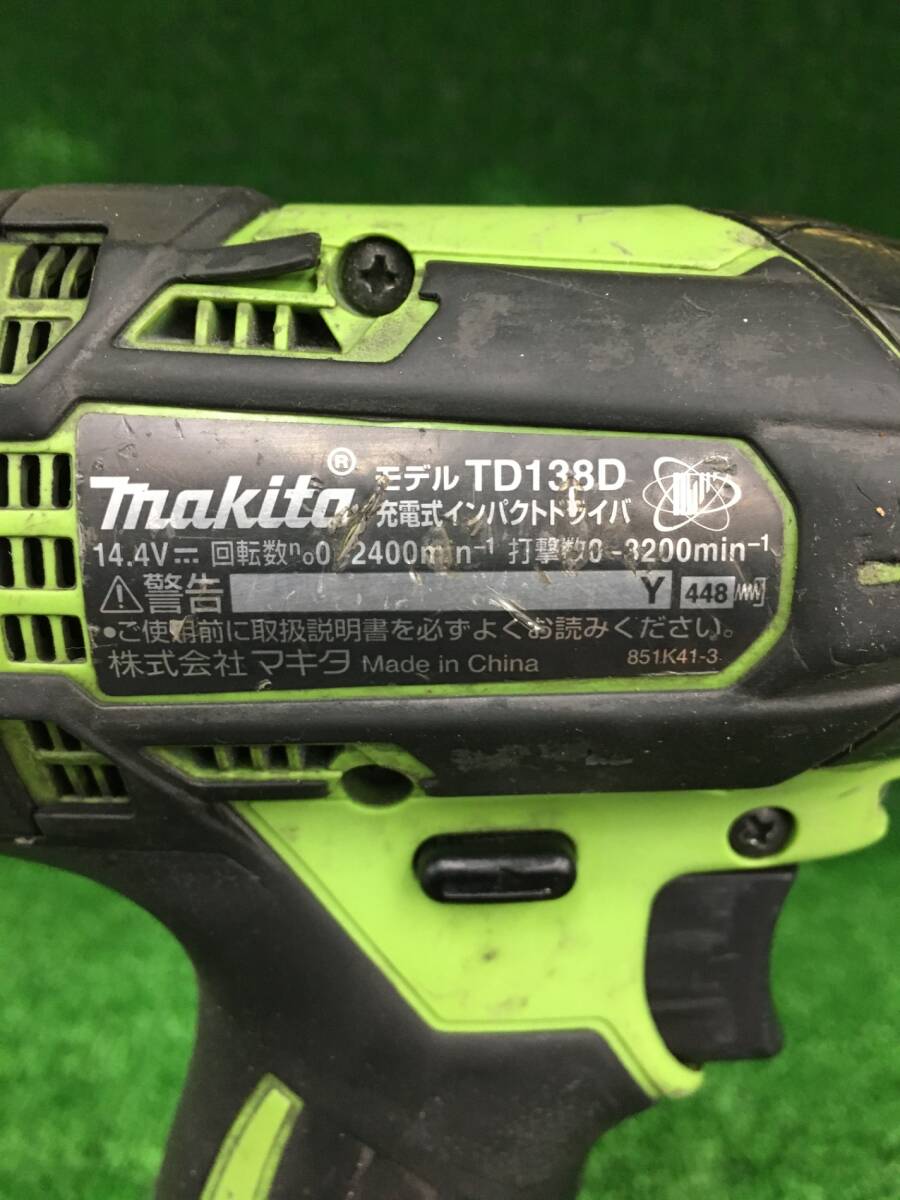 makita® モデル TD138D
充電式インパクトドライバ
14.4V⎓ 回転数n₀0-2400min⁻¹ 打撃数0-3200min⁻¹
⚠警告 Y 448
●ご使用前に取扱説明書を必ずよくお読みください。
株式会社マキタ Made in China 851K41-3